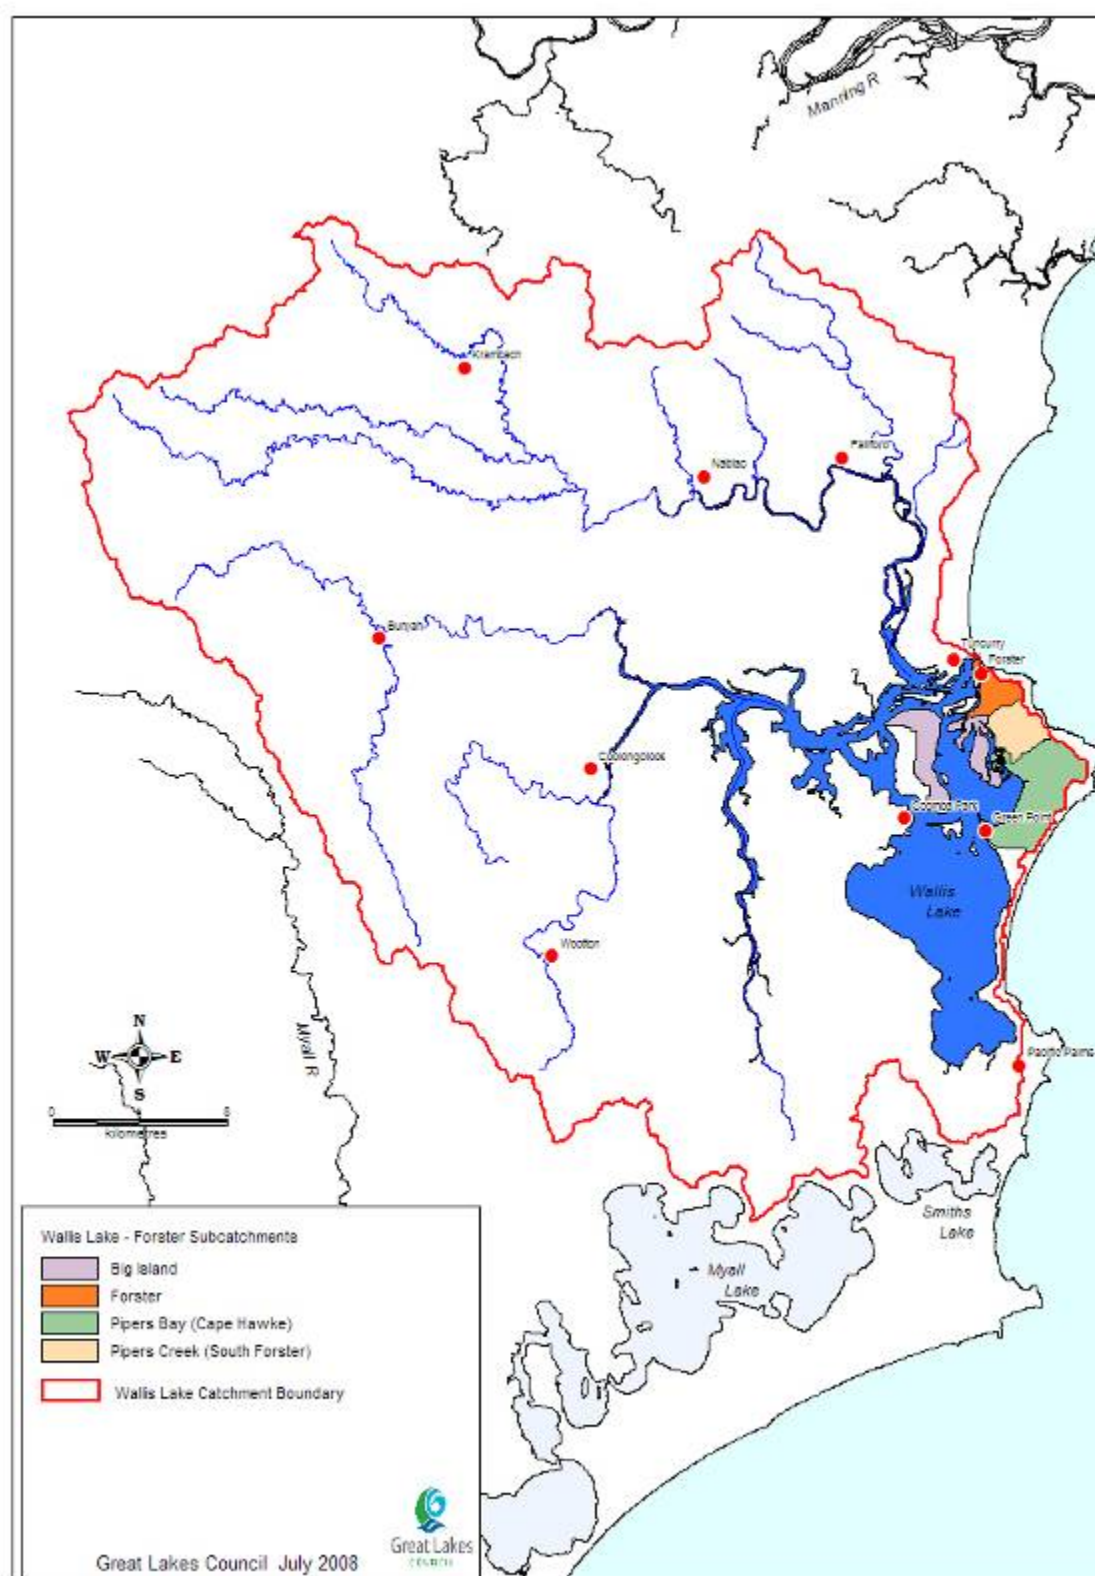 Manning R
Krambach
Nabiac
Failford
Bunyah
Tuncurry
Forster
Coolongolook
Coomba Park
Green Point
Wallis
Lake
Wootton
N
W
E
S
0
8
kilometres
Myall R
Pacific Palms
Smiths
Lake
Myall
Lake
Wallis Lake - Forster Subcatchments
Big Island
Forster
Pipers Bay (Cape Hawke)
Pipers Creek (South Forster)
Wallis Lake Catchment Boundary
Great Lakes
COUNCIL
Great Lakes Council July 2008